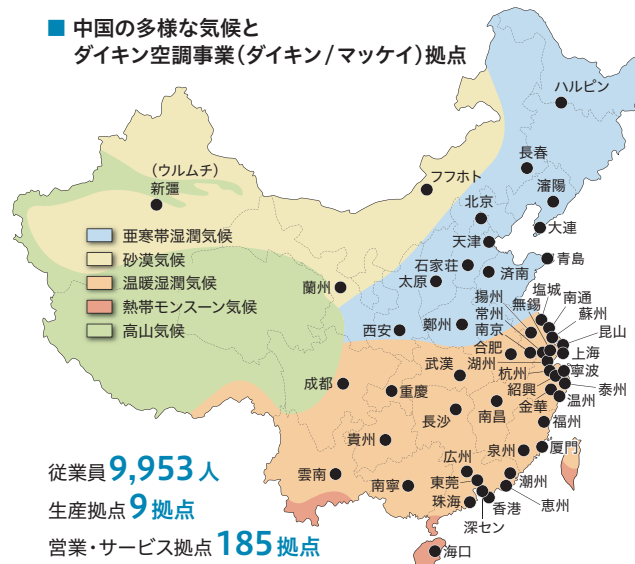 ■ 中国の多様な気候と
ダイキン空調事業(ダイキン/マッケイ)拠点
ハルピン
長春
瀋陽
(ウルムチ)
新疆
フフホト
北京
大連
天津
青島
亜寒帯湿潤気候
砂漠気候
温暖湿潤気候
熱帯モンスーン気候
高山気候
石家荘
済南
太原
蘭州
塩城
揚州
無錫
南通
常州
蘇州
西安
鄭州
南京
昆山
合肥
上海
武漢
湖州
杭州
寧波
成都
重慶
紹興
泰州
金華
温州
長沙
南昌
福州
貴州
泉州
厦門
広州
雲南
南寧
東莞
潮州
珠海
香港
恵州
深セン
海口
従業員9,953人
生産拠点9拠点
営業・サービス拠点185拠点